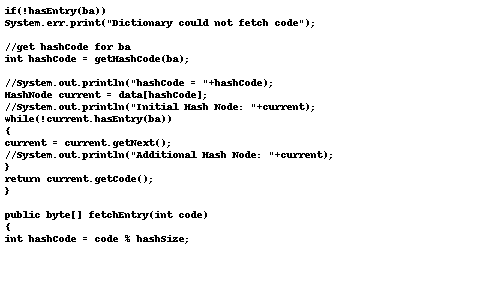 if(!hasEntry(ba))
System.err.print("Dictionary could not fetch code");
//get hashCode for ba
int hashCode = getHashCode(ba);
//System.out.println("hashCode = "+hashCode);
HashNode current = data[hashCode];
//System.out.println("Initial Hash Node: "+current);
while(!current.hasEntry(ba))
{
current = current.getNext();
//System.out.println("Additional Hash Node: "+current);
}
return current.getCode();
}
public byte[] fetchEntry(int code)
{
int hashCode = code % hashSize;